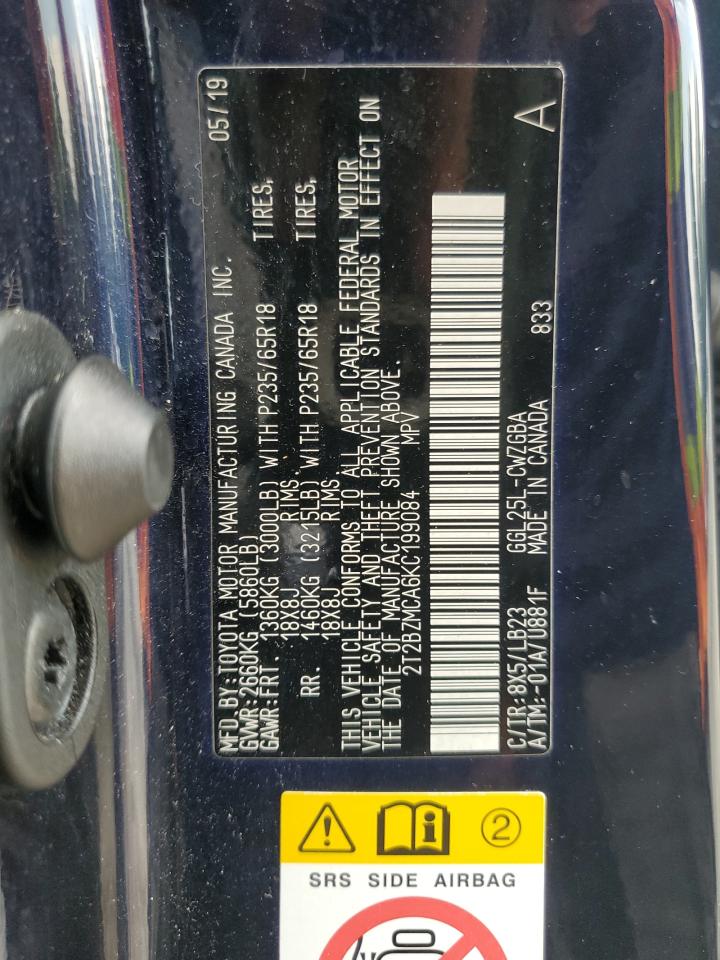 MFD. BY: TOYOTA MOTOR MANUFACTURING CANADA INC. 05/19
GVWR: 2660KG (5860LB)
GAWR: FRT. 1360KG (3000LB) WITH P235/65R18 TIRES,
18X8J RIMS.
RR. 1460KG (3215LB) WITH P235/65R18 TIRES,
18X8J RIMS.
THIS VEHICLE CONFORMS TO ALL APPLICABLE FEDERAL MOTOR
VEHICLE SAFETY AND THEFT PREVENTION STANDARDS IN EFFECT ON
THE DATE OF MANUFACTURE SHOWN ABOVE.
2T2BZMCA6KC199084 MPV
C/TR: 8X5/LB23 GGL25L-CWZGBA
A/TM: -01A/U881F MADE IN CANADA 833 A
2
SRS SIDE AIRBAG